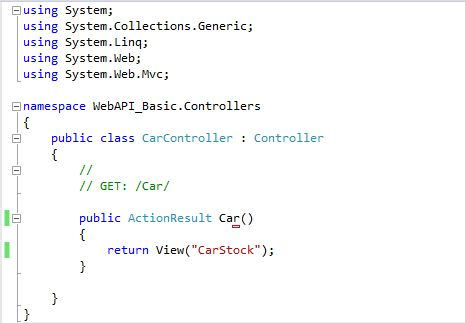 using System;
using System.Collections.Generic;
using System.Linq;
using System.Web;
using System.Web.Mvc;
namespace WebAPI_Basic.Controllers
{
public class CarController : Controller
{
//
// GET: /Car/
public ActionResult Car()
{
return View("CarStock");
}
}
}